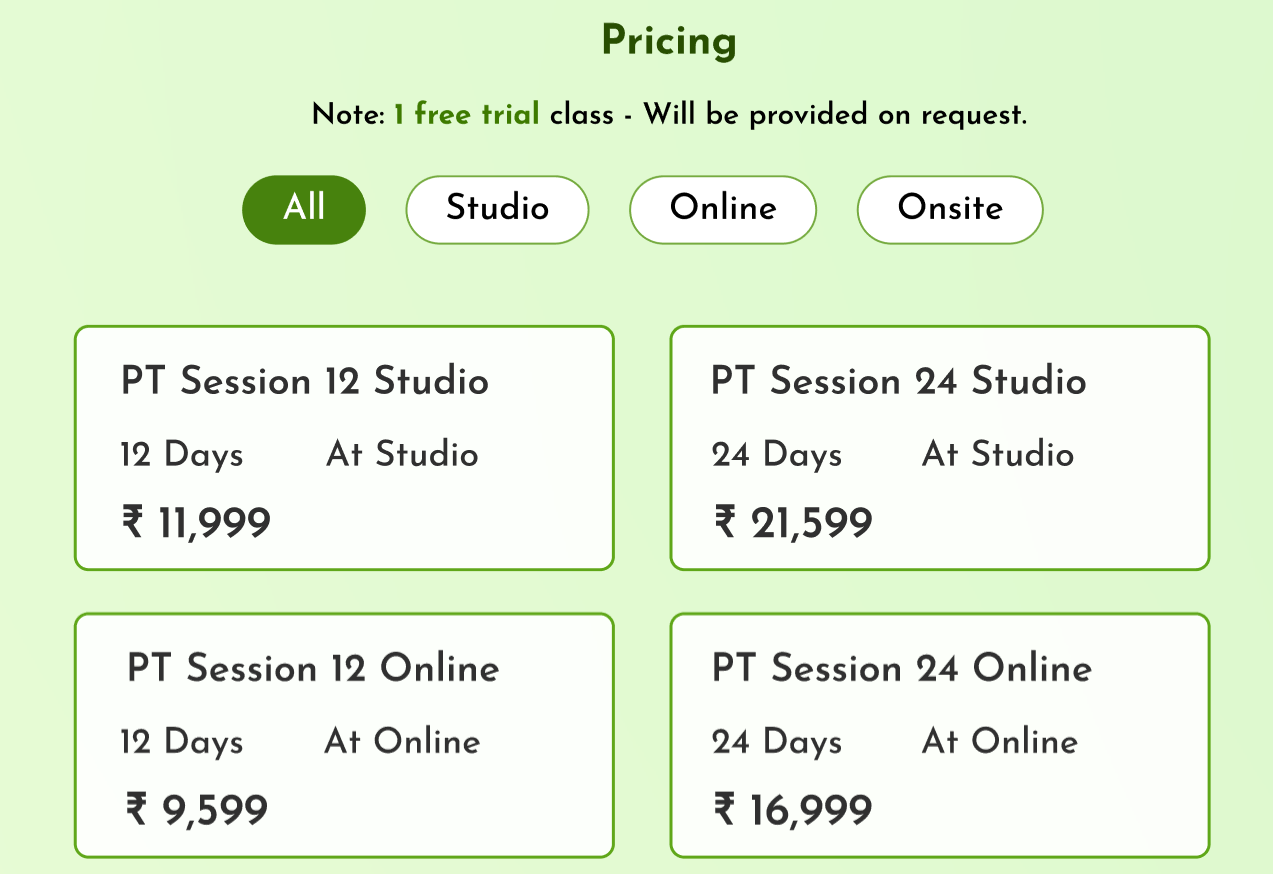 Pricing
Note: 1 free trial class - Will be provided on request.
All Studio Online Onsite
PT Session 12 Studio
12 Days At Studio
₹ 11,999
PT Session 24 Studio
24 Days At Studio
₹ 21,599
PT Session 12 Online
12 Days At Online
₹ 9,599
PT Session 24 Online
24 Days At Online
₹ 16,999